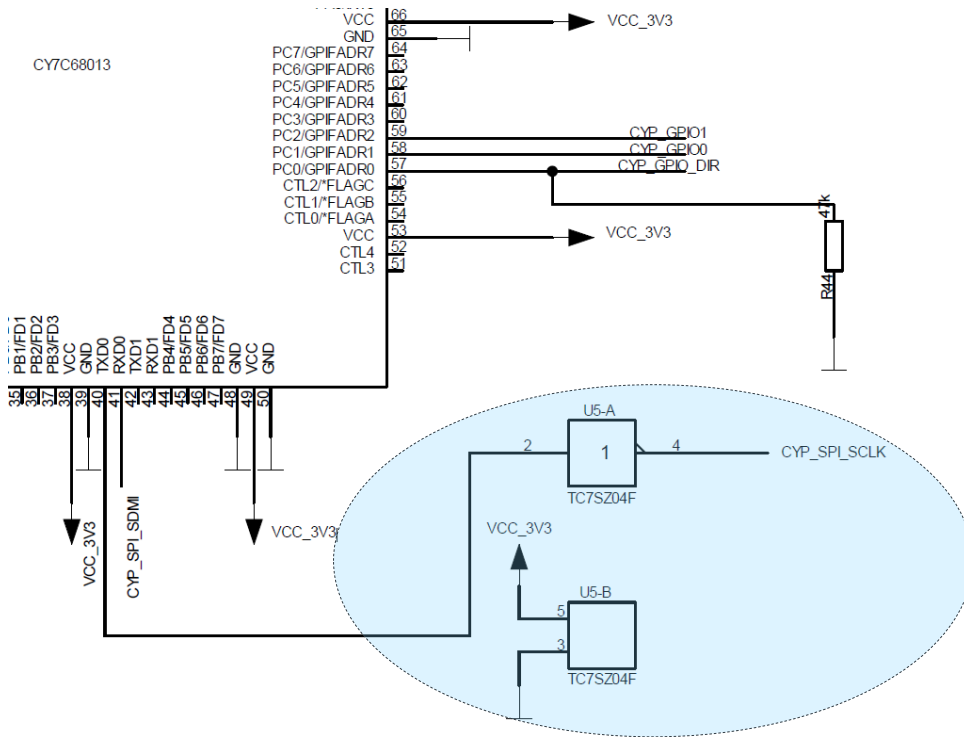 VCC 66 VCC_3V3
GND 65
PC7/GPIFADR7 64
CY7C68013
PC6/GPIFADR6 63
PC5/GPIFADR5 62
PC4/GPIFADR4 61
PC3/GPIFADR3 60
PC2/GPIFADR2 59 CYP_GPIO1
PC1/GPIFADR1 58 CYP_GPIO0
PC0/GPIFADR0 57 CYP_GPIO_DIR
CTL2/*FLAGC 56
CTL1/*FLAGB 55
CTL0/*FLAGA 54
VCC 53 VCC_3V3
CTL4 52
CTL3 51
47k
R44
PB1/FD1 35
PB2/FD2 36
PB3/FD3 37
VCC 38
GND 39
TXD0 40
RXD0 41
TXD1 42
RXD1 43
PB4/FD4 44
PB5/FD5 45
PB6/FD6 46
PB7/FD7 47
GND 48
VCC 49
GND 50
VCC_3V3
CYP_SPI_SDMI
VCC_3V3
U5-A
2 1 4 CYP_SPI_SCLK
TC7SZ04F
VCC_3V3
U5-B
5
3
TC7SZ04F